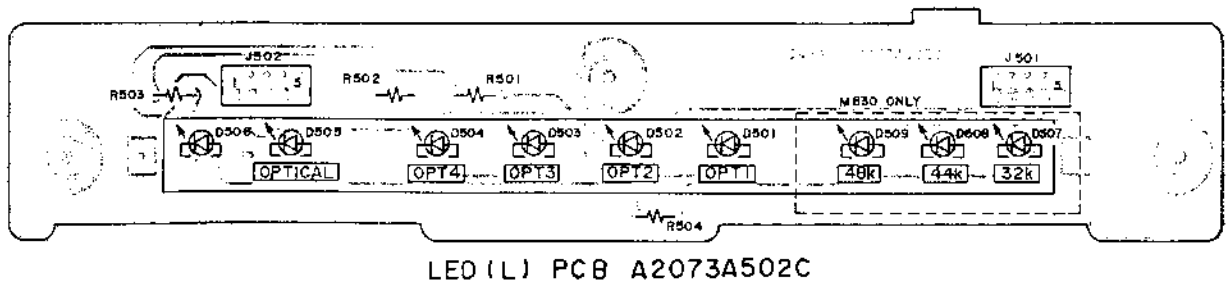 J502
J501
R502
R501
R503
M830 ONLY
D506
D505
D504
D503
D502
D501
D509
D508
D507
OPTICAL
OPT4
OPT3
OPT2
OPT1
48k
44k
32k
R504
LED (L) PCB A2073A502C